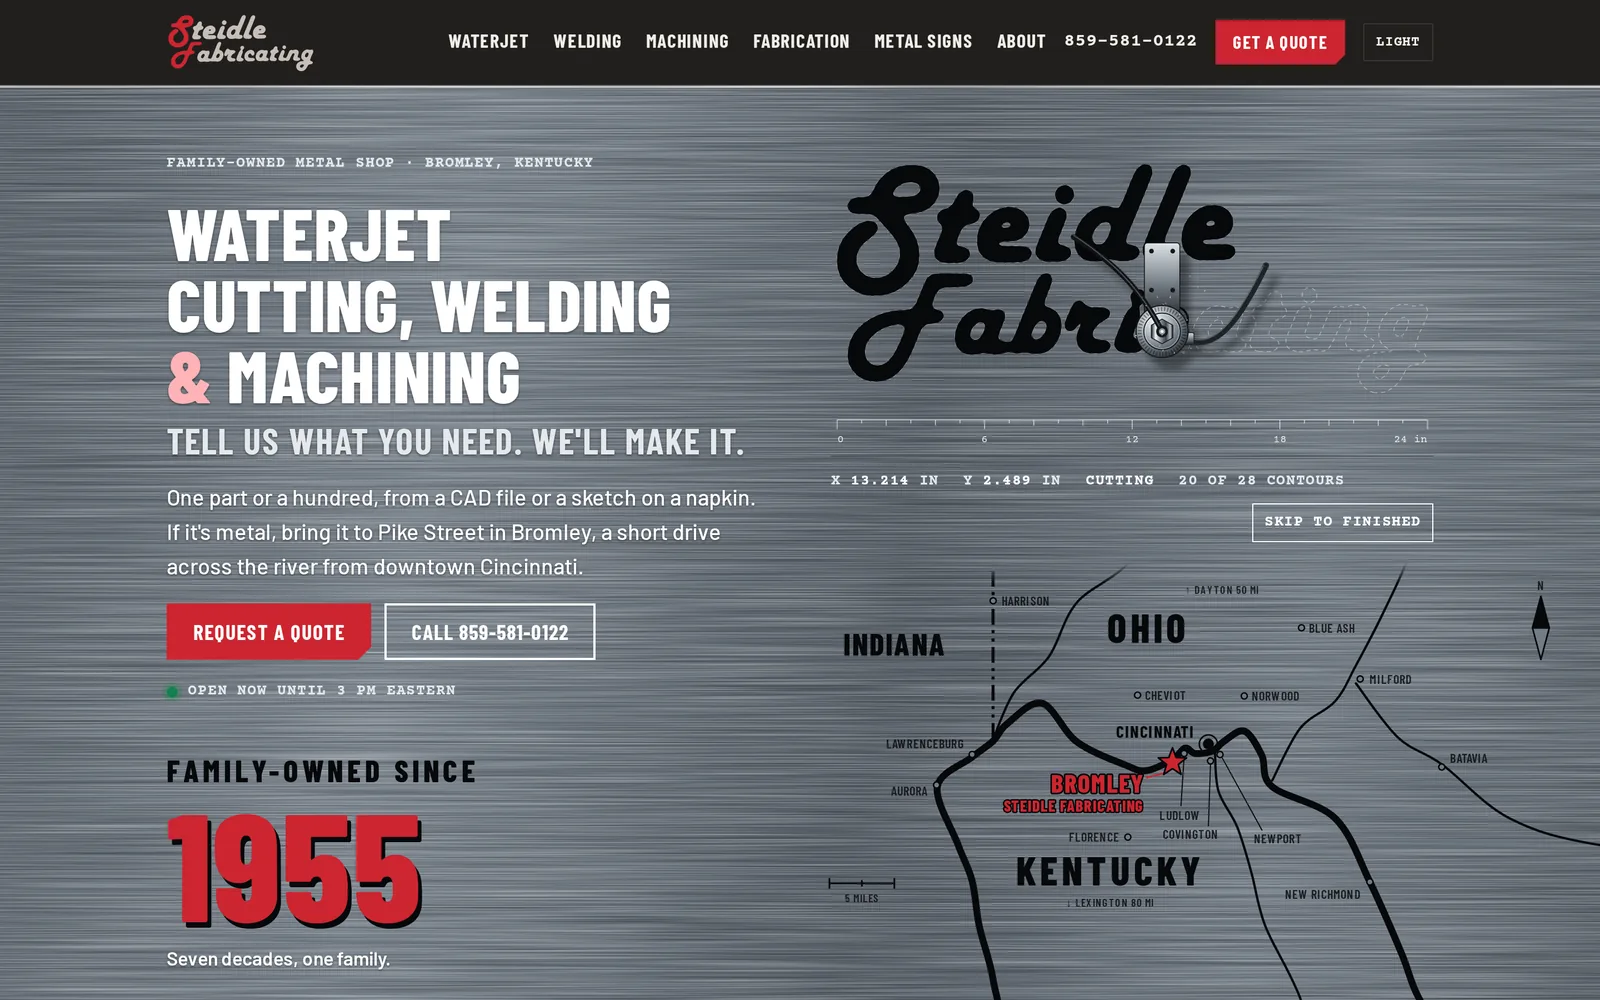 Steidle
Fabricating
WATERJET WELDING MACHINING FABRICATION METAL SIGNS ABOUT 859-581-0122 GET A QUOTE LIGHT
FAMILY-OWNED METAL SHOP · BROMLEY, KENTUCKY
WATERJET
CUTTING, WELDING
& MACHINING
TELL US WHAT YOU NEED. WE'LL MAKE IT.
One part or a hundred, from a CAD file or a sketch on a napkin.
If it's metal, bring it to Pike Street in Bromley, a short drive
across the river from downtown Cincinnati.
REQUEST A QUOTE CALL 859-581-0122
OPEN NOW UNTIL 3 PM EASTERN
FAMILY-OWNED SINCE
1955
Seven decades, one family.
Steidle
Fabricating
0 6 12 18 24 in
X 13.214 IN Y 2.489 IN CUTTING 20 OF 28 CONTOURS
SKIP TO FINISHED
↑ DAYTON 50 MI
N
HARRISON
OHIO
BLUE ASH
INDIANA
MILFORD
CHEVIOT
NORWOOD
CINCINNATI
LAWRENCEBURG
BATAVIA
BROMLEY
AURORA
STEIDLE FABRICATING
LUDLOW
COVINGTON
FLORENCE
NEWPORT
KENTUCKY
5 MILES
NEW RICHMOND
↓ LEXINGTON 80 MI